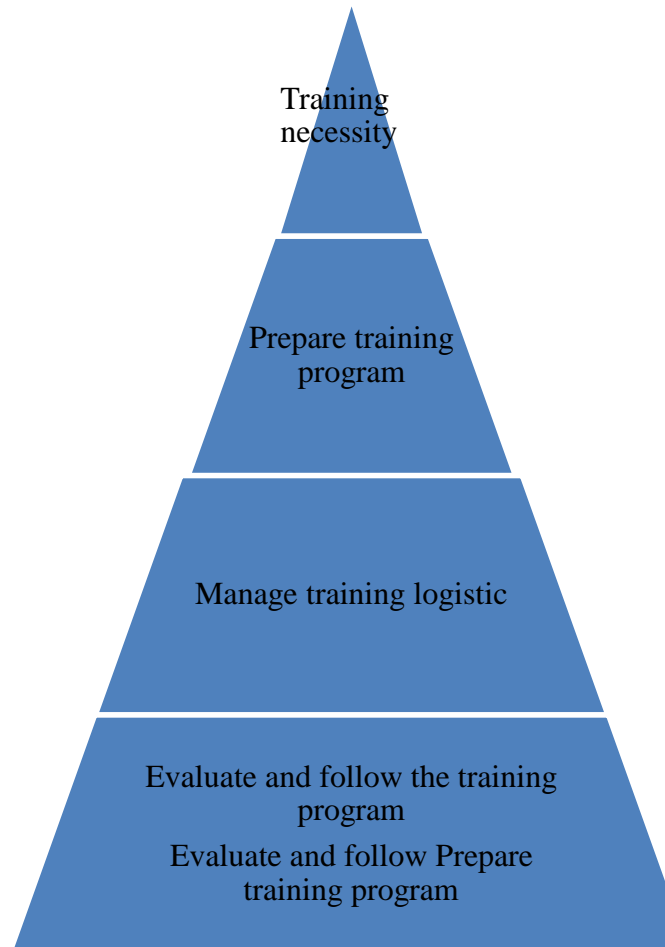 Training
necessity
Prepare training
program
Manage training logistic
Evaluate and follow the training
program
Evaluate and follow Prepare
training program